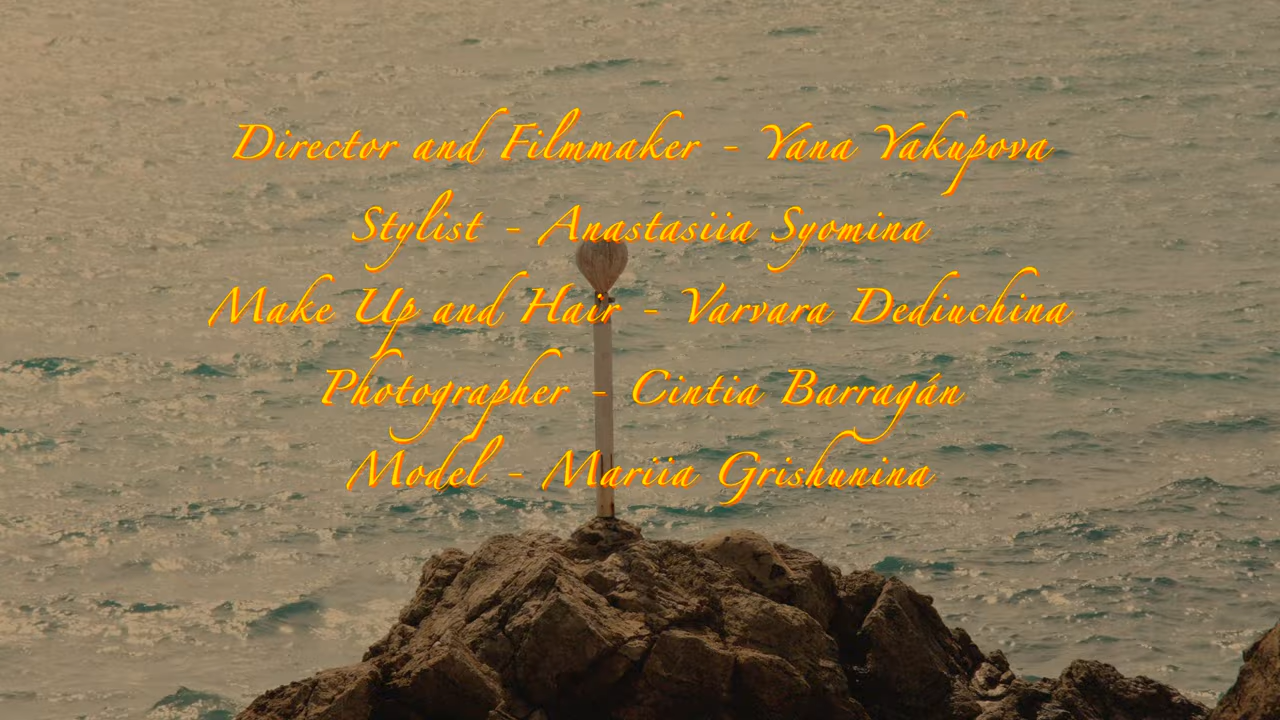 Director and Filmmaker - Yana Yakupova
Stylist - Anastasiia Syomina
Make Up and Hair - Varvara Dediuchina
Photographer - Cintia Barragán
Model - Mariia Grishunina